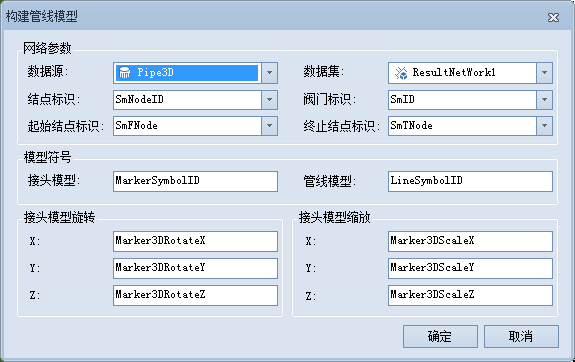 构建管线模型
网络参数
数据源: Pipe3D 数据集: ResultNetWork1
结点标识: SmNodeID 阀门标识: SmID
起始结点标识: SmFNode 终止结点标识: SmTNode
模型符号
接头模型: MarkerSymbolID 管线模型: LineSymbolID
接头模型旋转 接头模型缩放
X: Marker3DRotateX X: Marker3DScaleX
Y: Marker3DRotateY Y: Marker3DScaleY
Z: Marker3DRotateZ Z: Marker3DScaleZ
确定 取消